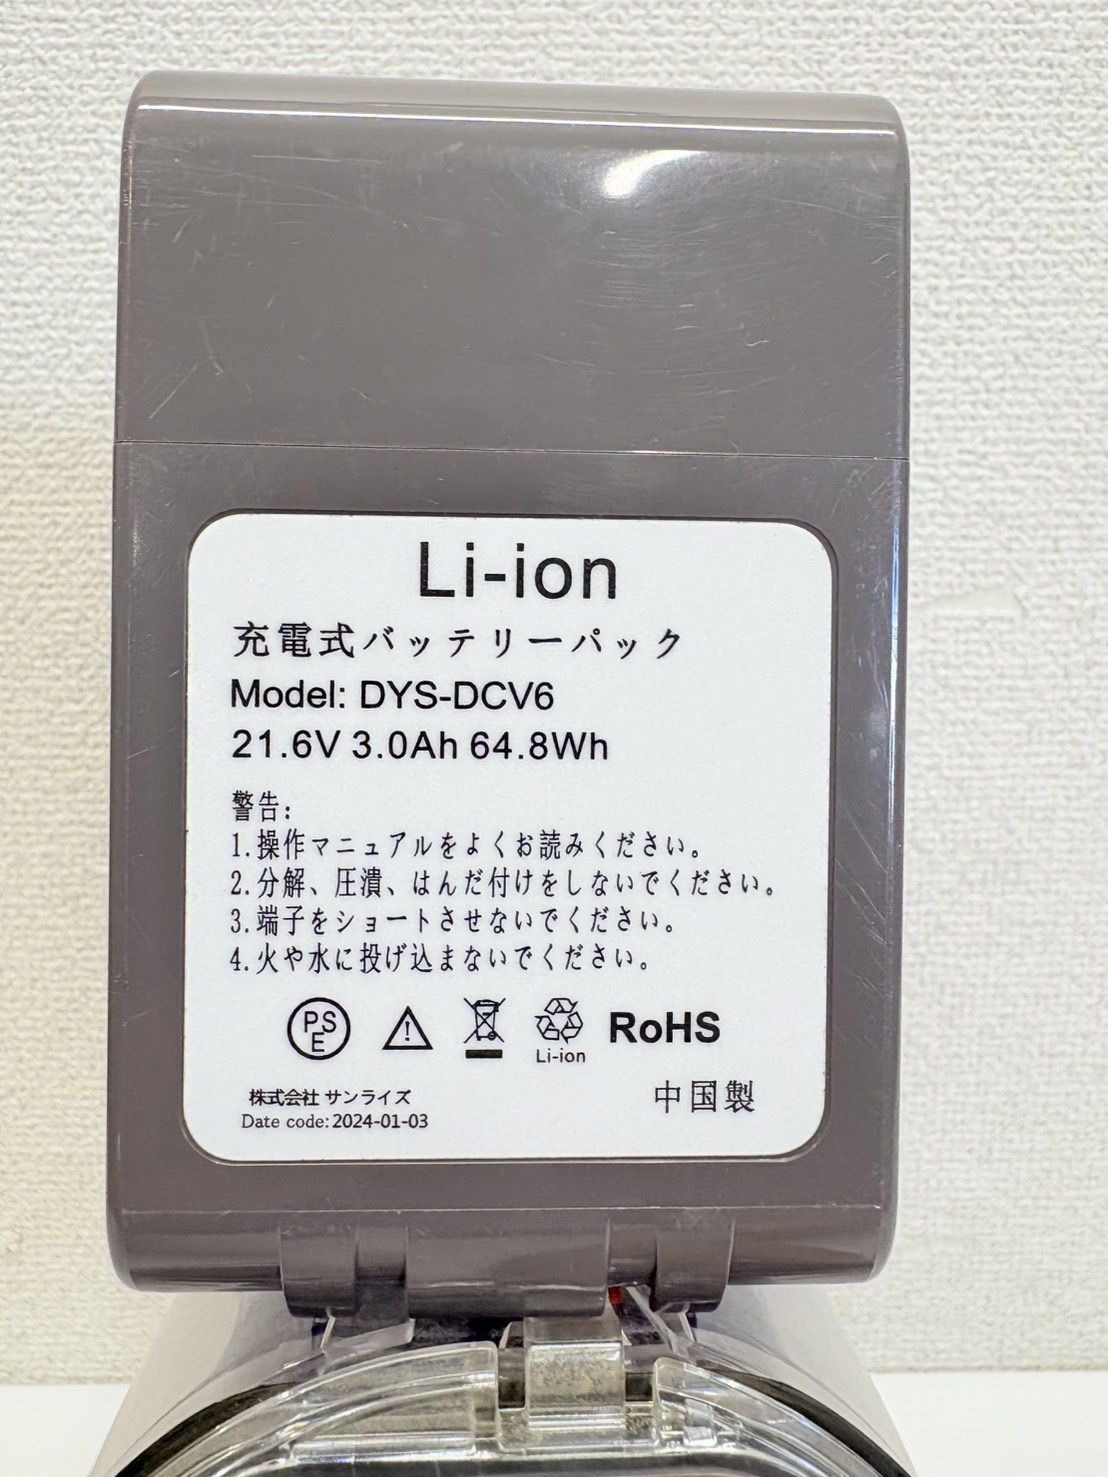 Li-ion
充電式バッテリーパック
Model: DYS-DCV6
21.6V 3.0Ah 64.8Wh
警告:
1.操作マニュアルをよくお読みください。
2.分解、圧潰、はんだ付けをしないでください。
3.端子をショートさせないでください。
4.火や水に投げ込まないでください。
PSE
Li-ion
RoHS
株式会社 サンライズ
中国製
Date code:2024-01-03